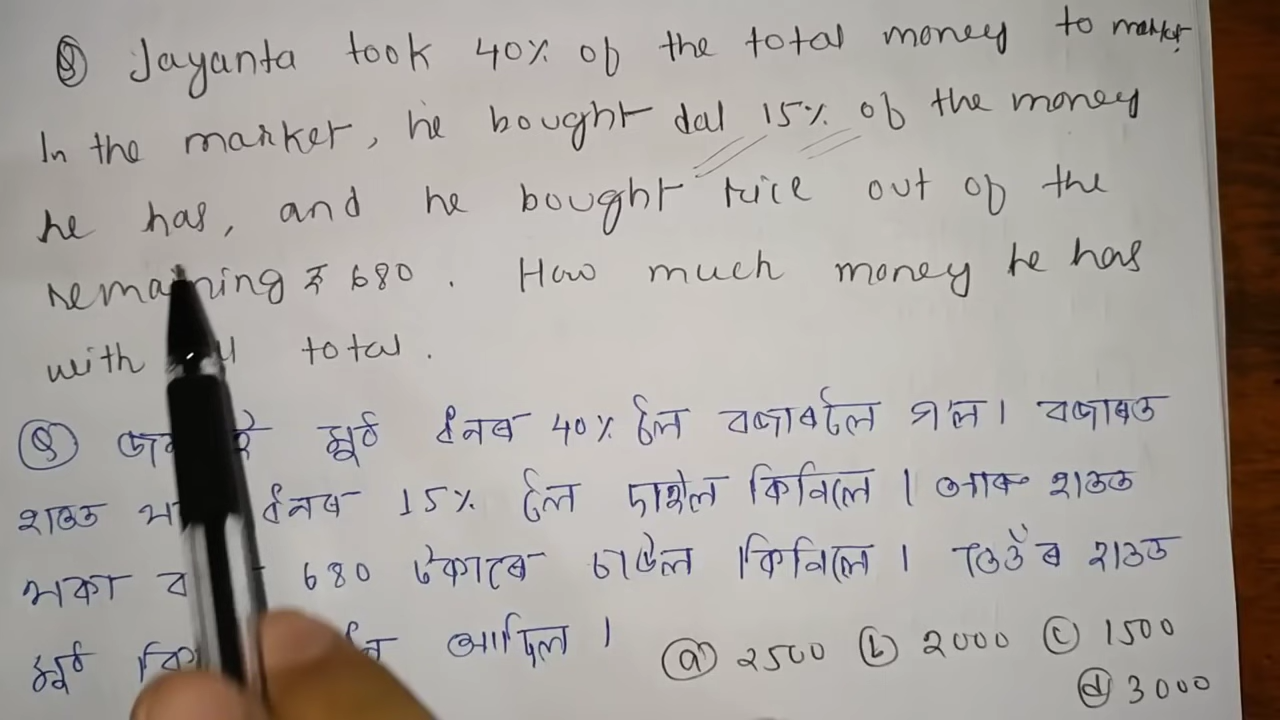 Q Jayanta took 40% of the total money to market
In the market, he bought dal 15% of the money
he has, and he bought rice out of the
remaining ₹ 680. How much money he has
with total.
Q মুঠ ধনৰ 40% লৈ বজাৰলৈ গ'ল। বজাৰত
হাতত ধনৰ 15% লৈ দাইল কিনিলে। আৰু হাতত
থকা 680 টকাৰে চাউল কিনিলে। তেওঁৰ হাতত
মুঠ আছিল। (a) 2500 (b) 2000 (c) 1500
(d) 3000